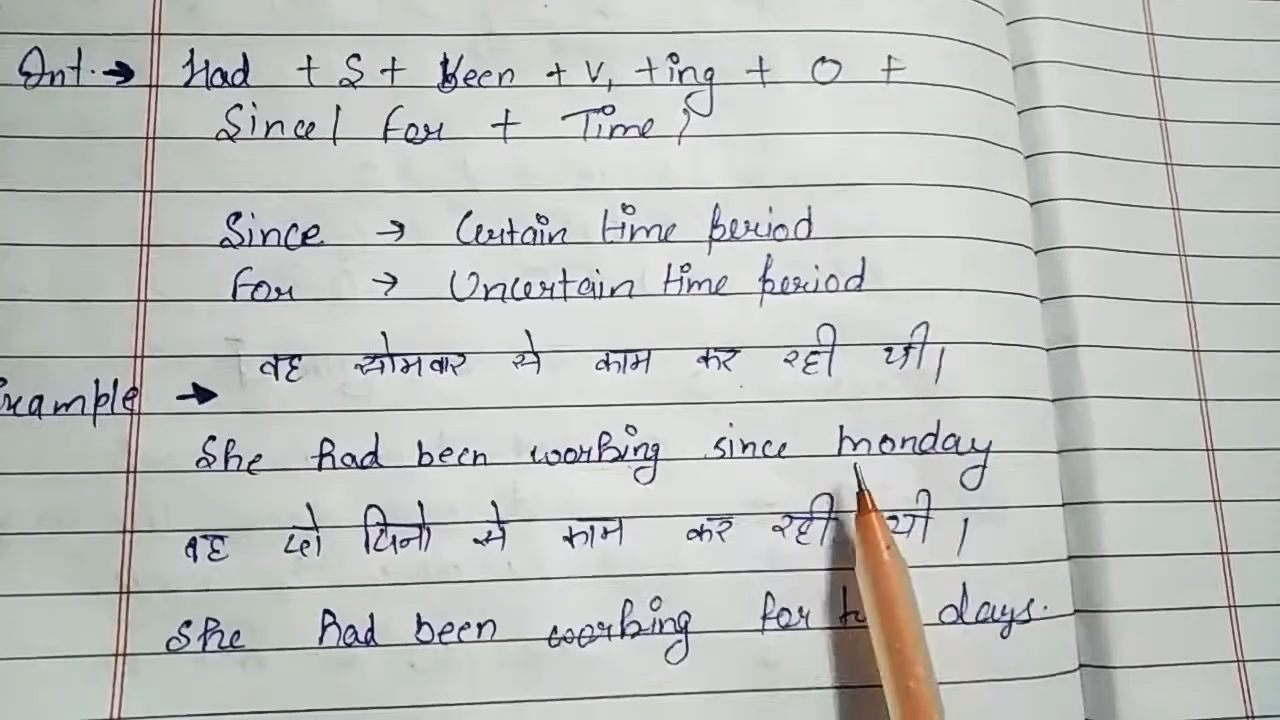 Int. → Had + S + been + V, +ing + O +
Since/ for + Time ?
Since → Certain time period
For → Uncertain time period
वह सोमवार से काम कर रही थी।
Example →
She had been working since monday
वह दो दिनो से काम कर रही थी।
She had been working for days.